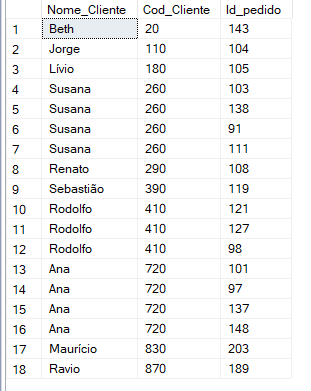 Nome_Cliente Cod_Cliente Id_pedido
1 Beth 20 143
2 Jorge 110 104
3 Lívio 180 105
4 Susana 260 103
5 Susana 260 138
6 Susana 260 91
7 Susana 260 111
8 Renato 290 108
9 Sebastião 390 119
10 Rodolfo 410 121
11 Rodolfo 410 127
12 Rodolfo 410 98
13 Ana 720 101
14 Ana 720 97
15 Ana 720 137
16 Ana 720 148
17 Maurício 830 203
18 Ravio 870 189